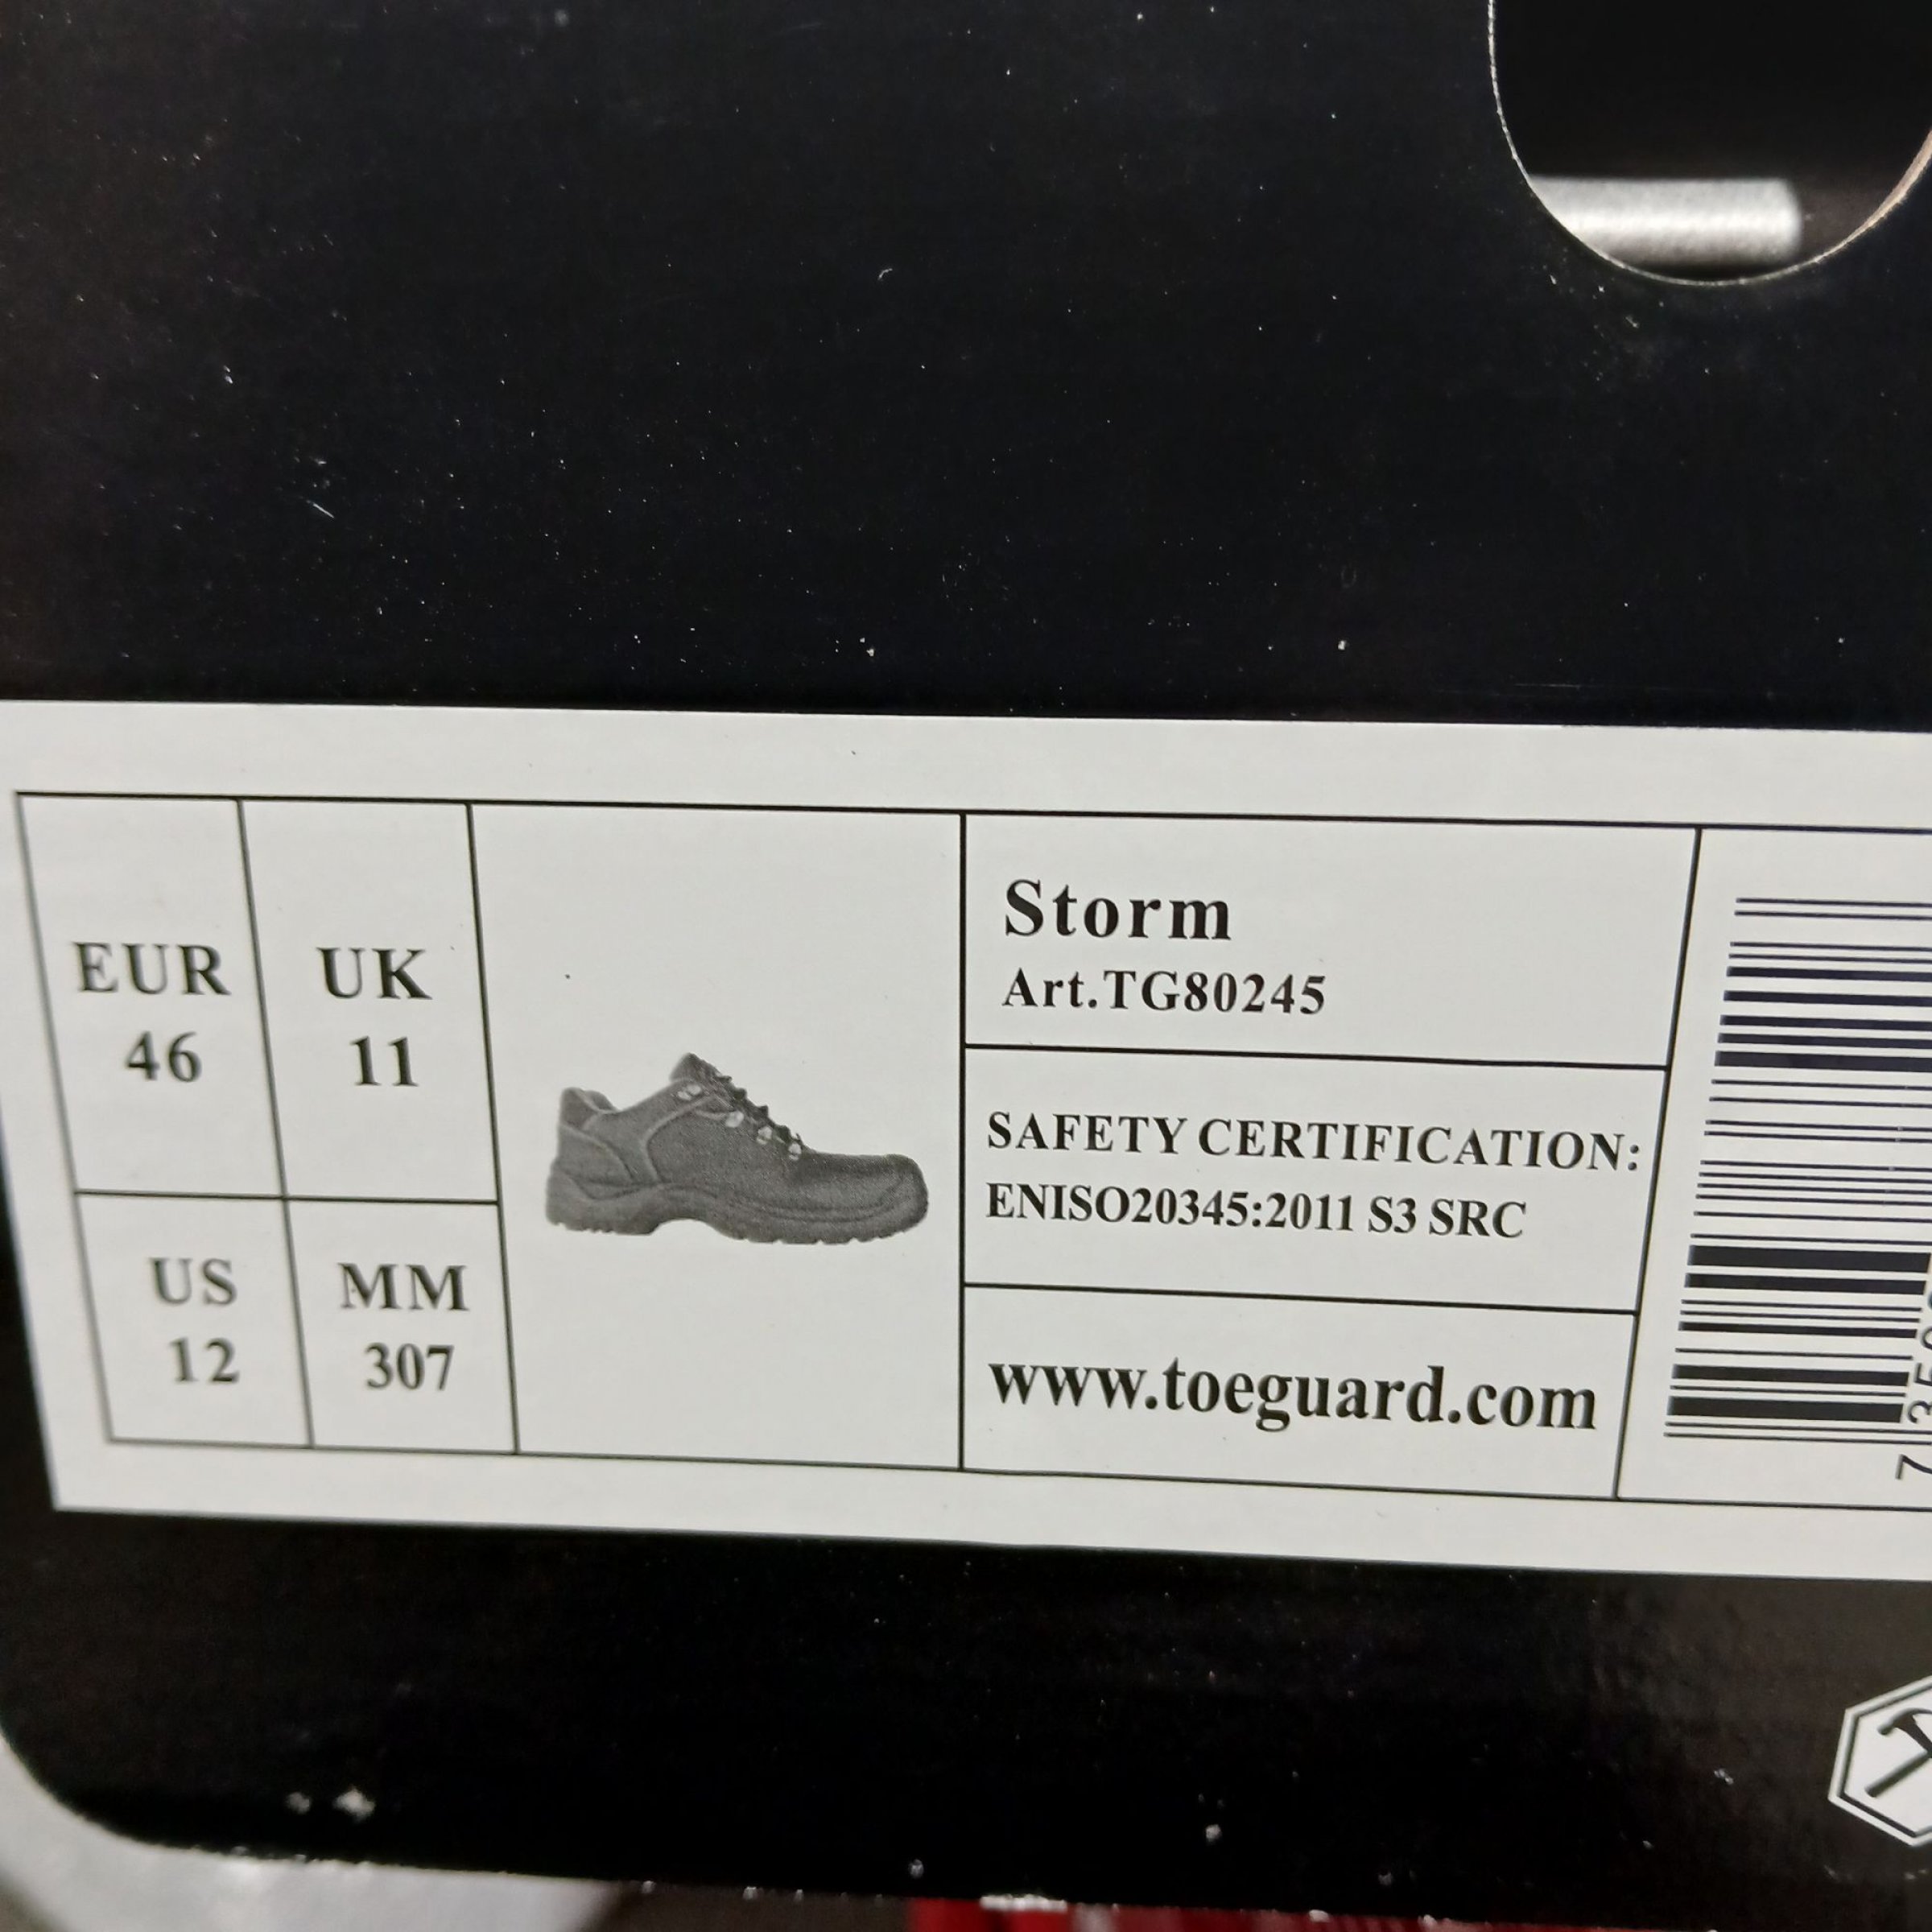 EUR
46
UK
11
US
12
MM
307
Storm
Art.TG80245
SAFETY CERTIFICATION:
ENISO20345:2011 S3 SRC
www.toeguard.com